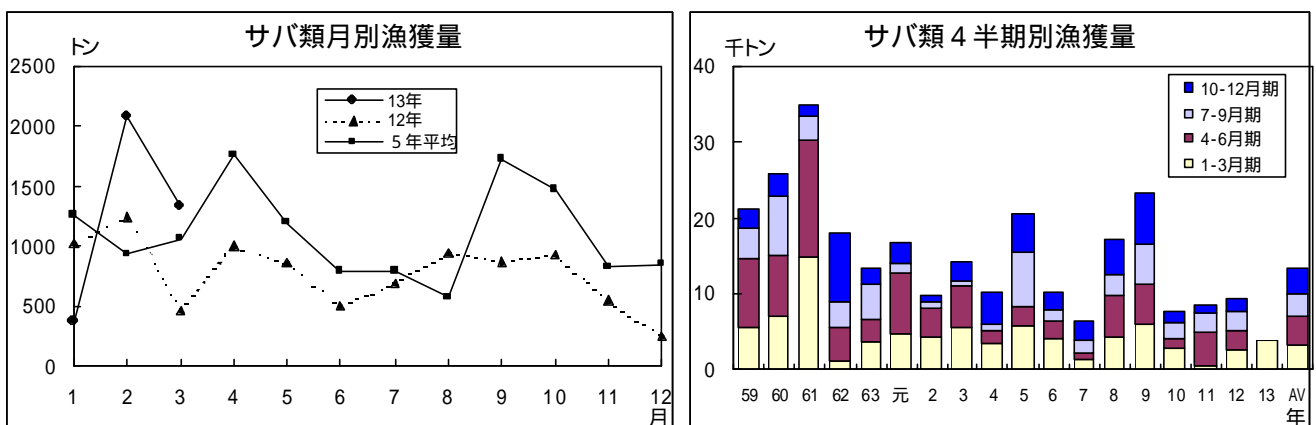 サバ類月別漁獲量
トン
2500
2000
1500
1000
500
0
13年
12年
5年平均
1 2 3 4 5 6 7 8 9 10 11 12
月
サバ類4半期別漁獲量
千トン
40
30
20
10
0
10-12月期
7-9月期
4-6月期
1-3月期
59 60 61 62 63 元 2 3 4 5 6 7 8 9 10 11 12 13 AV
年